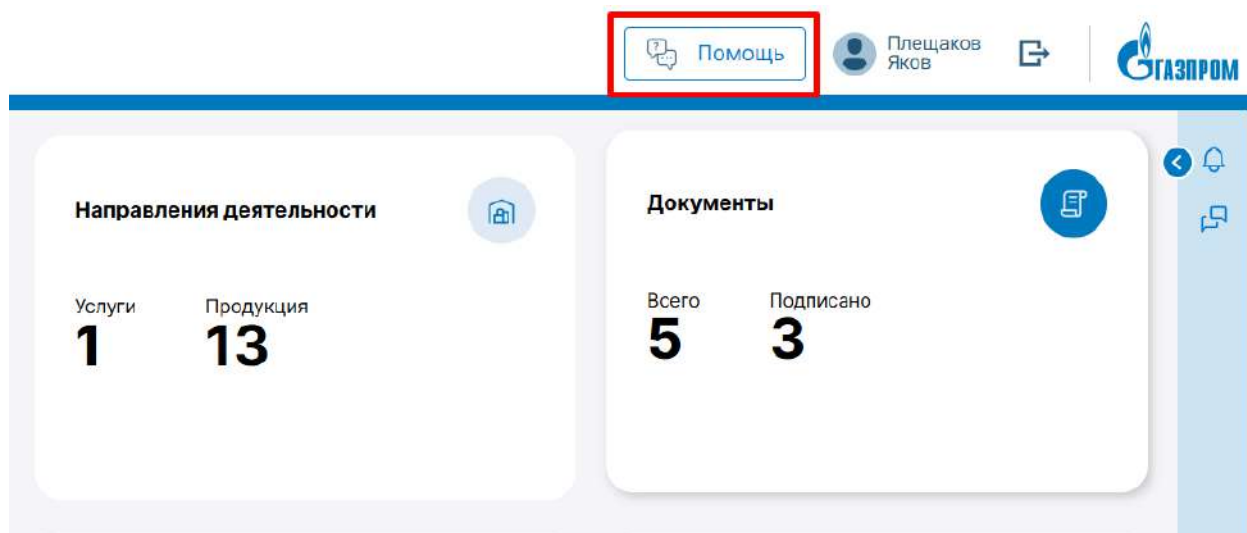 Помощь
Плещаков
Яков
ГАЗПРОМ
Направления деятельности
Документы
Услуги
Продукция
1
13
Всего
Подписано
5
3